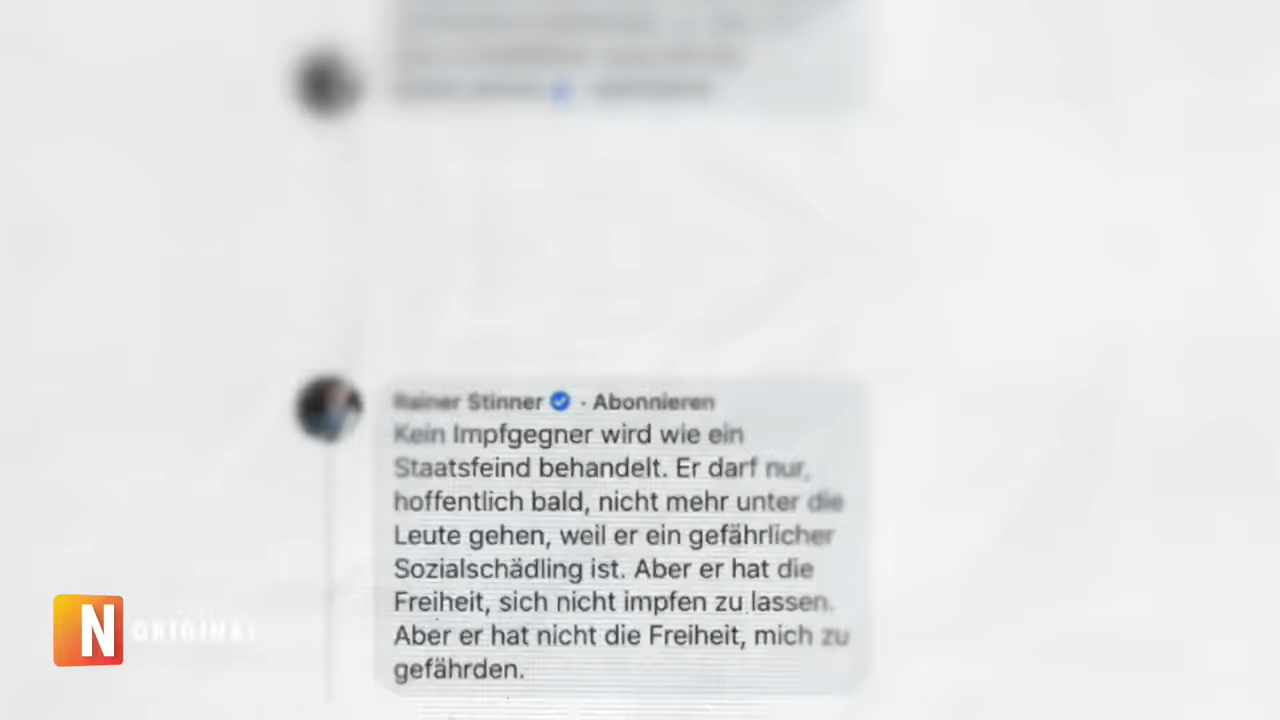 Rainer Stinner · Abonnieren
Kein Impfgegner wird wie ein
Staatsfeind behandelt. Er darf nur,
hoffentlich bald, nicht mehr unter die
Leute gehen, weil er ein gefährlicher
Sozialschädling ist. Aber er hat die
Freiheit, sich nicht impfen zu lassen.
Aber er hat nicht die Freiheit, mich zu
gefährden.
N ORIGINAL